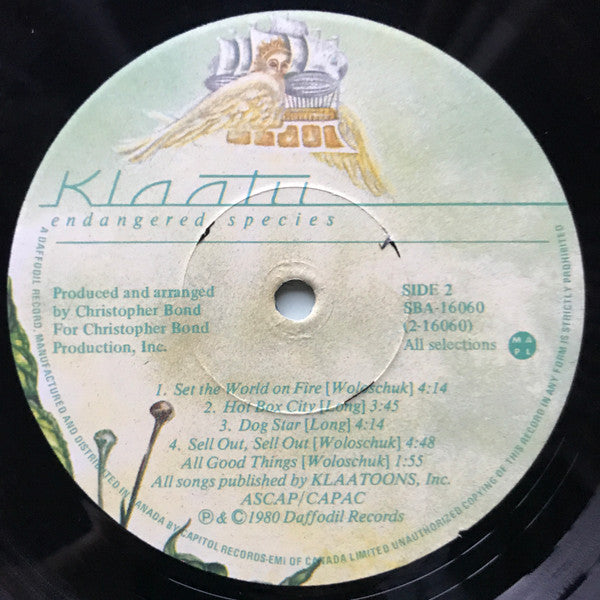 Klaatu
endangered species
Produced and arranged
by Christopher Bond
For Christopher Bond
Production, Inc.
SIDE 2
SBA-16060
(2-16060)
All selections
M A
P L
1. Set the World on Fire [Woloschuk] 4:14
2. Hot Box City [Long] 3:45
3. Dog Star [Long] 4:14
4. Sell Out, Sell Out [Woloschuk] 4:48
All Good Things [Woloschuk] 1:55
All songs published by KLAATOONS, Inc.
ASCAP/CAPAC
℗ & © 1980 Daffodil Records
A DAFFODIL RECORD, MANUFACTURED AND DISTRIBUTED IN CANADA BY CAPITOL RECORDS-EMI OF CANADA LIMITED UNAUTHORIZED COPYING OF THIS RECORD IN ANY FORM IS STRICTLY PROHIBITED